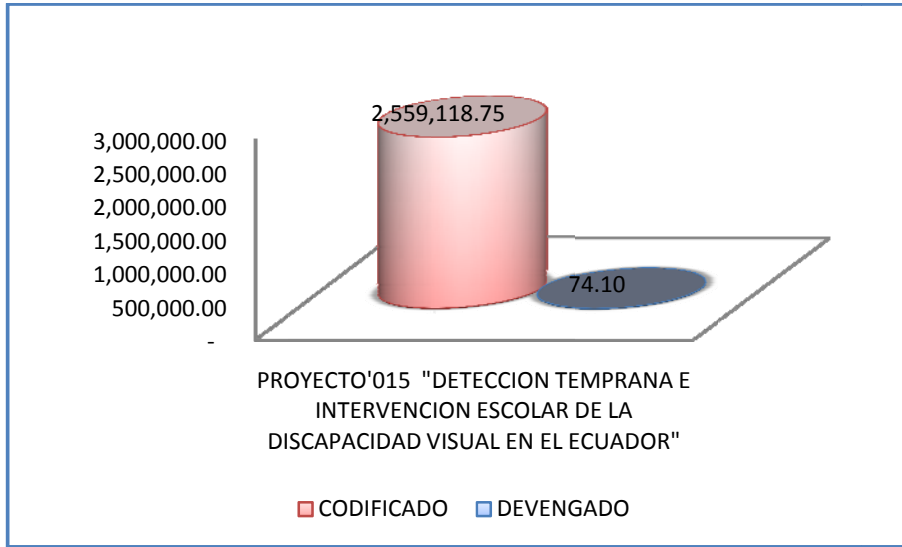 2,559,118.75
3,000,000.00
2,500,000.00
2,000,000.00
1,500,000.00
1,000,000.00
500,000.00
-
74.10
PROYECTO'015 "DETECCION TEMPRANA E
INTERVENCION ESCOLAR DE LA
DISCAPACIDAD VISUAL EN EL ECUADOR"
CODIFICADO DEVENGADO